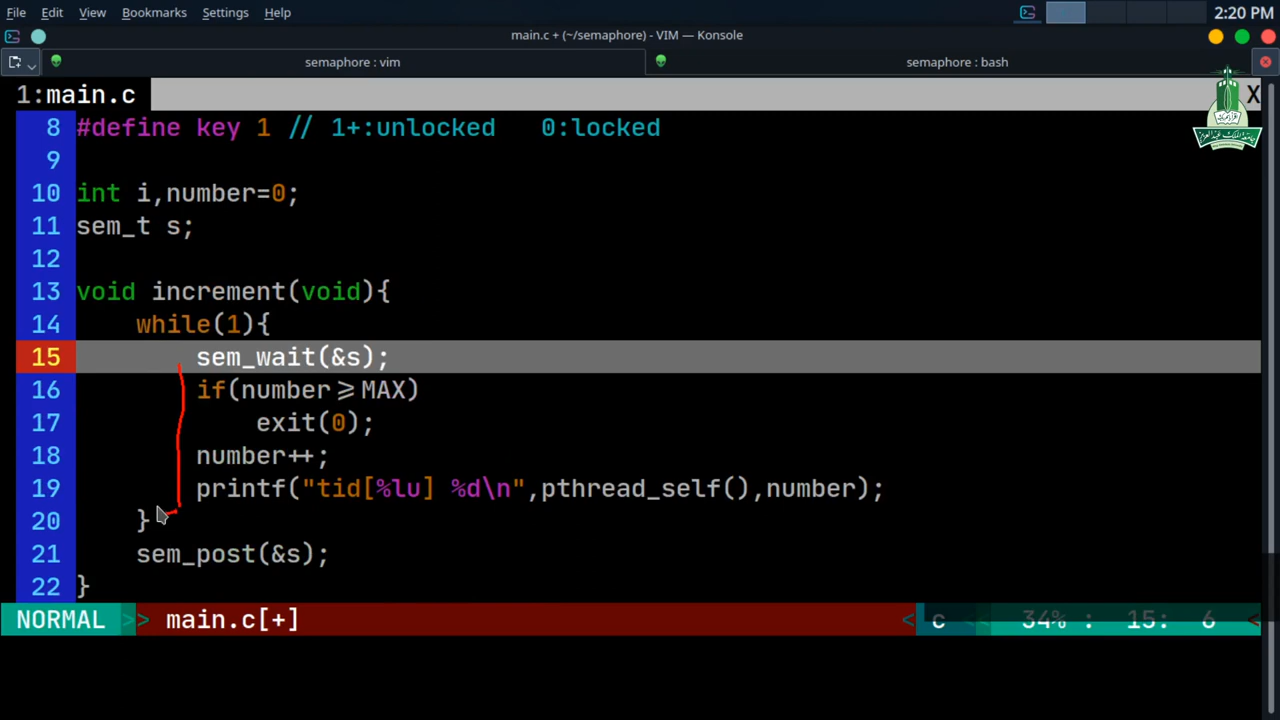 File Edit View Bookmarks Settings Help 2:20 PM
main.c + (~/semaphore) - VIM — Konsole
semaphore : vim semaphore : bash
1:main.c X
8 #define key 1 // 1+:unlocked 0:locked
9
10 int i,number=0;
11 sem_t s;
12
13 void increment(void){
14 while(1){
15 sem_wait(&s);
16 if(number>=MAX)
17 exit(0);
18 number++;
19 printf("tid[%lu] %d\n",pthread_self(),number);
20 }
21 sem_post(&s);
22 }
NORMAL >> main.c[+] < c << 34% : 15: 6 <